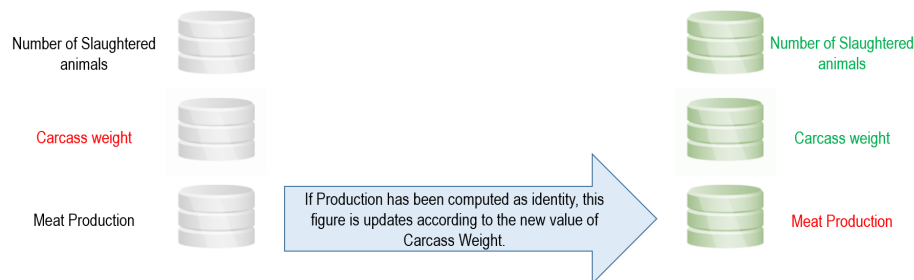 Number of Slaughtered
animals
Number of Slaughtered
animals
Carcass weight
Carcass weight
Meat Production
If Production has been computed as identity, this
figure is updates according to the new value of
Carcass Weight.
Meat Production